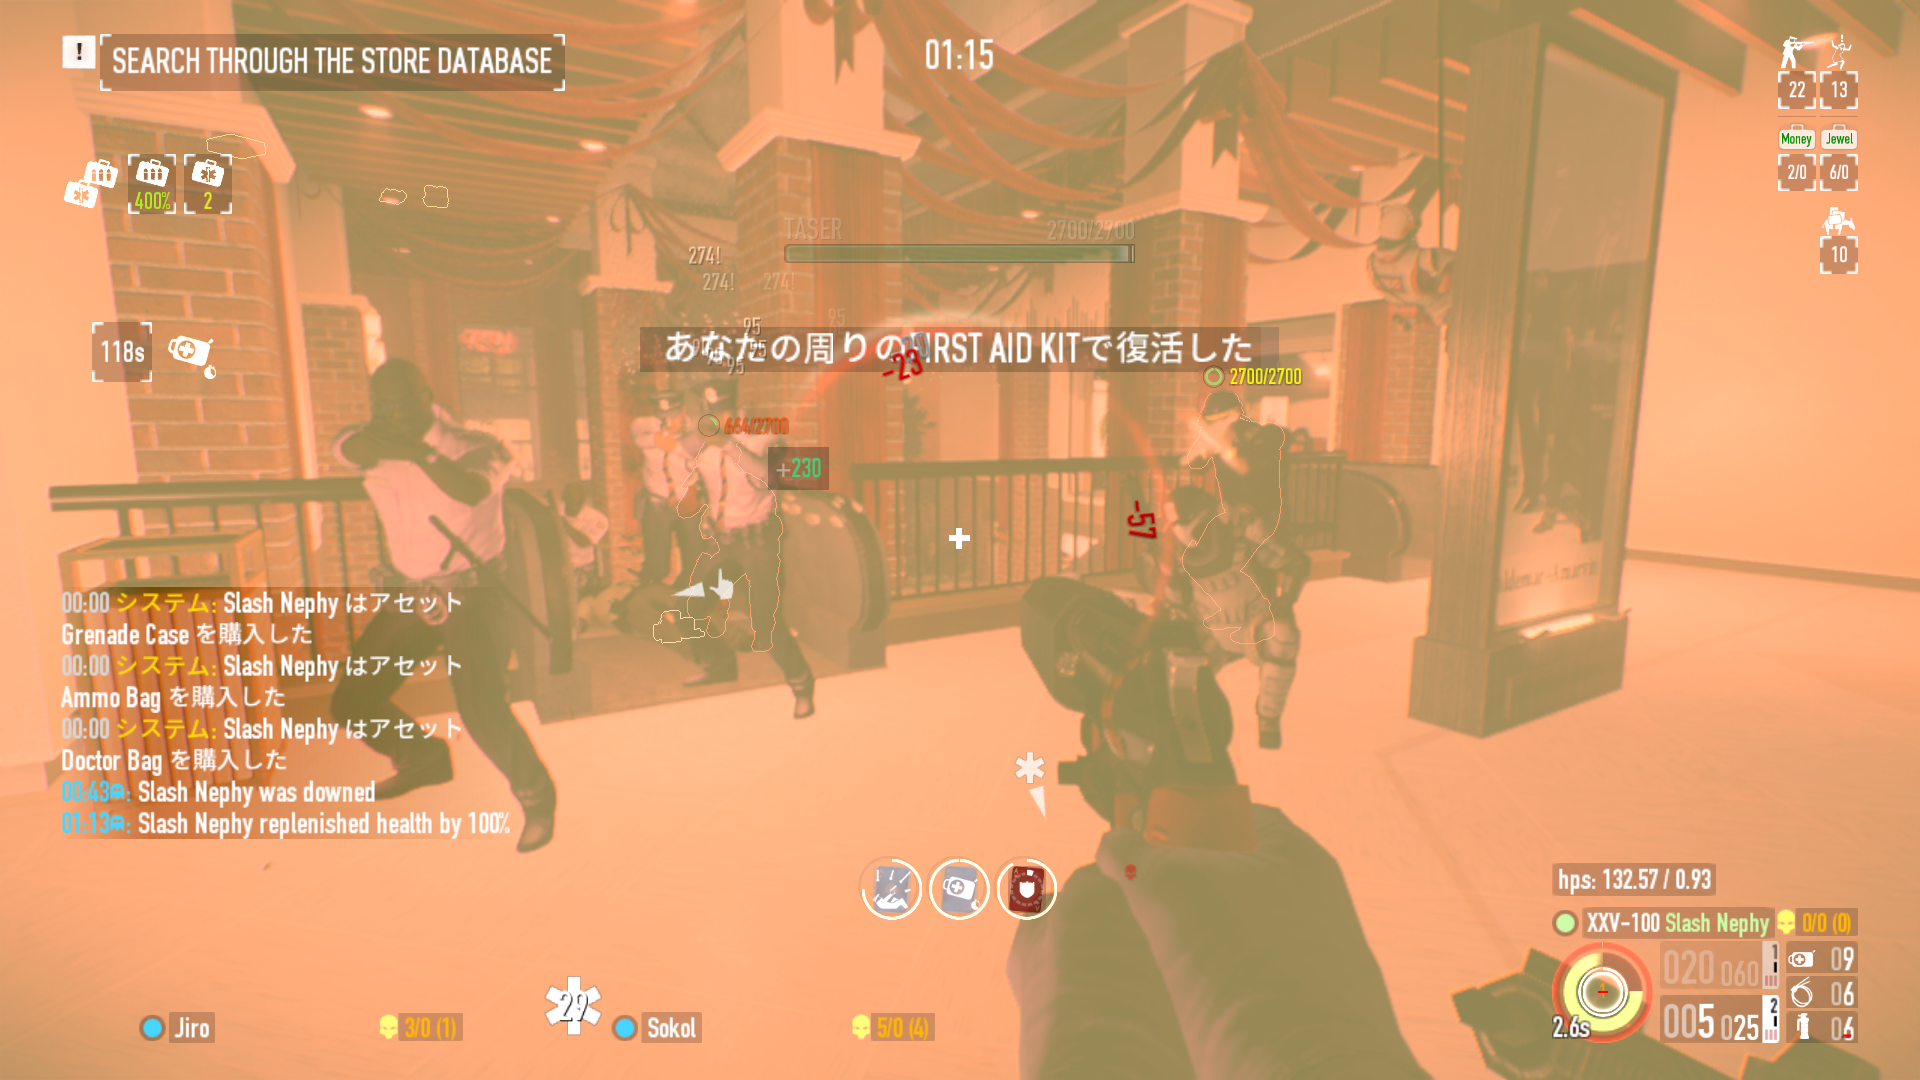 !
SEARCH THROUGH THE STORE DATABASE
01:15
22
13
Money
Jewel
2/0
6/0
10
400%
2
TASER
2700/2700
274!
274!
274!
95
95
95
95
118s
あなたの周りの
RST AID KITで復活した
-23
2700/2700
664/2700
+230
-57
00:00 システム: Slash Nephy はアセット
Grenade Case を購入した
00:00 システム: Slash Nephy はアセット
Ammo Bag を購入した
00:00 システム: Slash Nephy はアセット
Doctor Bag を購入した
00:43: Slash Nephy was downed
01:13: Slash Nephy replenished health by 100%
hps: 132.57 / 0.93
XXV-100 Slash Nephy
0/0 (0)
020 060
1
09
06
005 025
2
06
2.6s
Jiro
3/0 (1)
29
Sokol
5/0 (4)